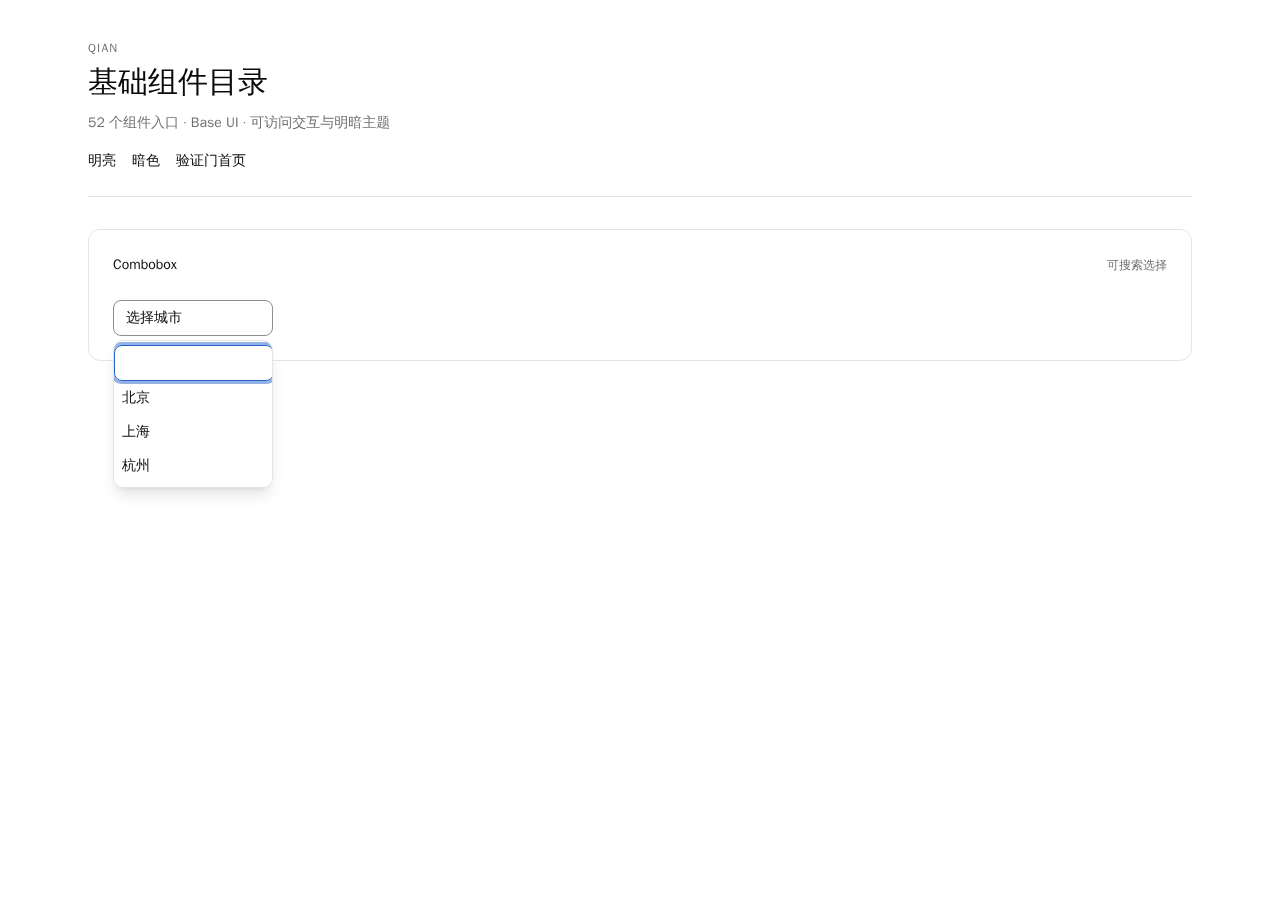 QIAN
基础组件目录
52 个组件入口 · Base UI · 可访问交互与明暗主题
明亮 暗色 验证门首页
Combobox 可搜索选择
选择城市
北京
上海
杭州